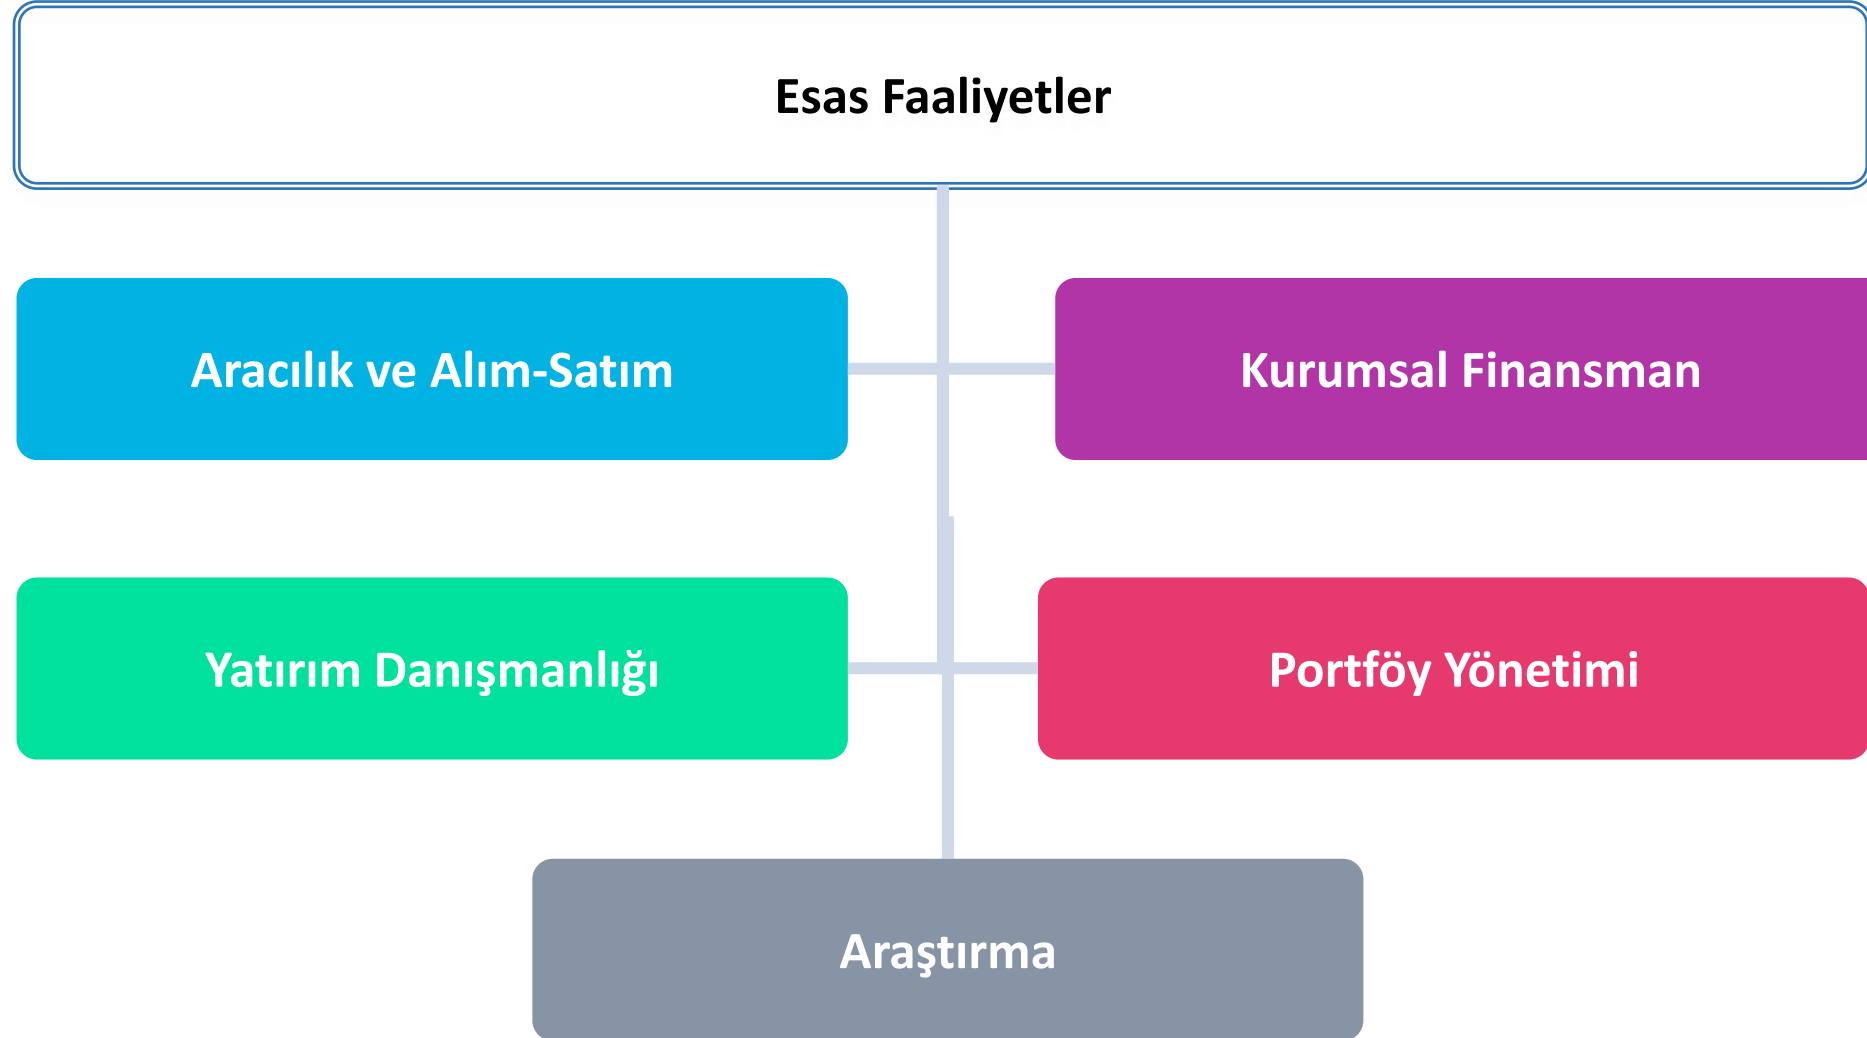 Esas Faaliyetler
Aracılık ve Alım-Satım
Kurumsal Finansman
Yatırım Danışmanlığı
Portföy Yönetimi
Araştırma